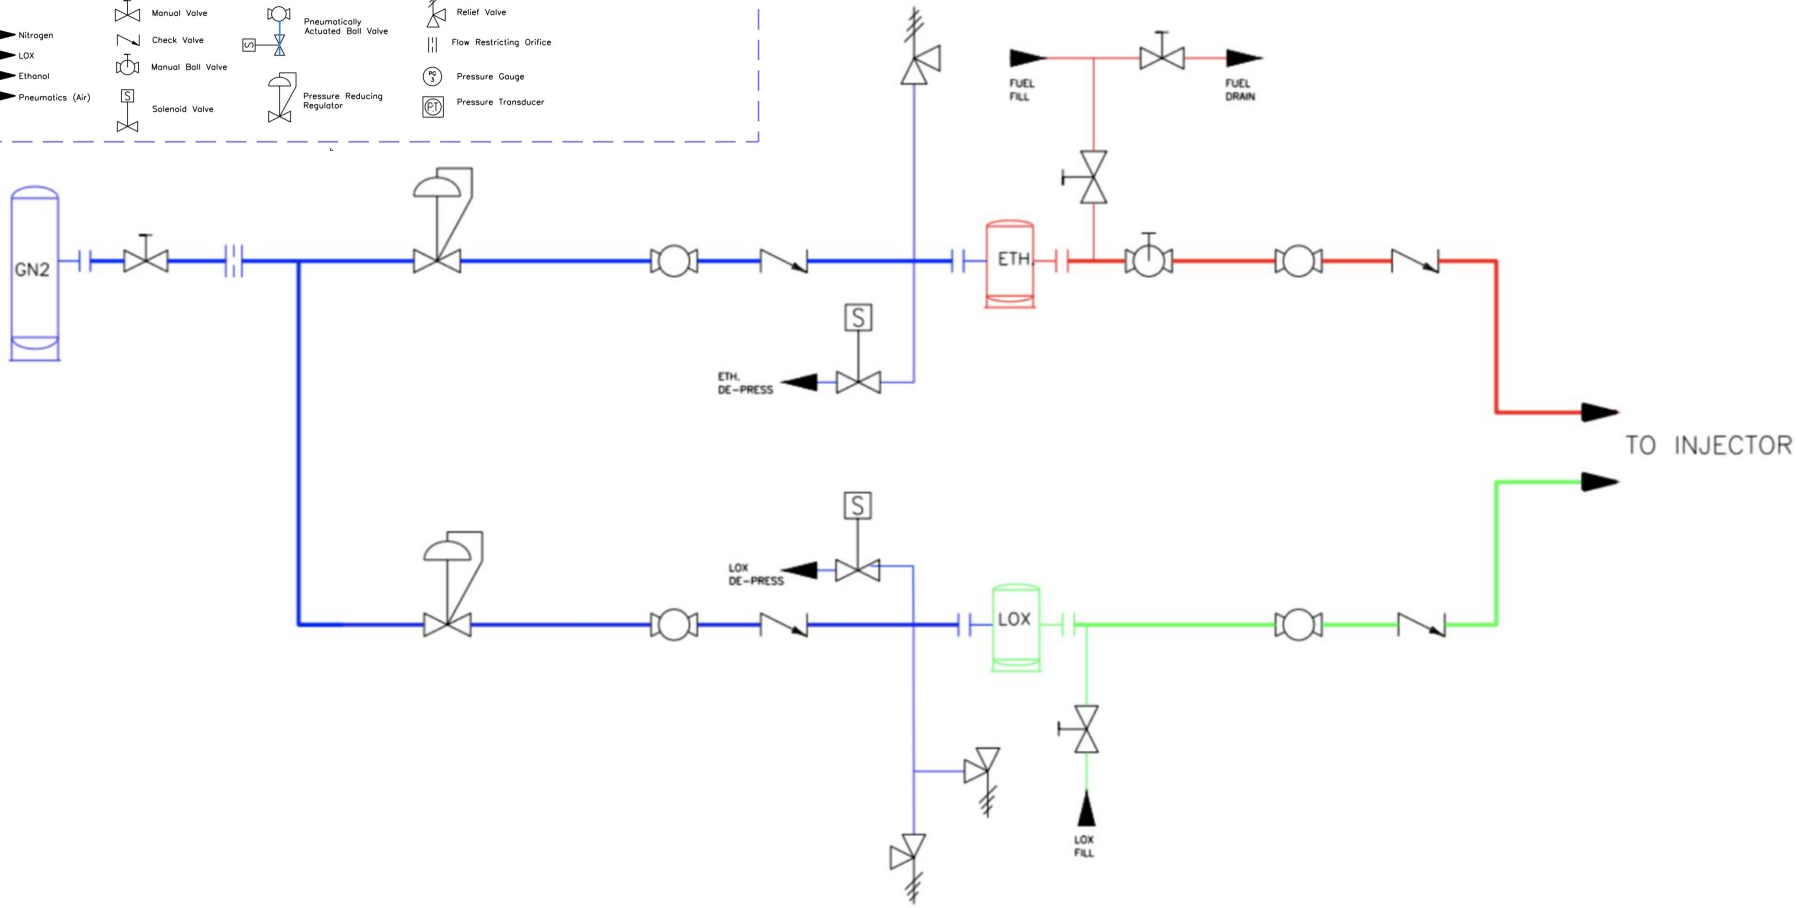 Nitrogen
LOX
Ethanol
Pneumatics (Air)
Manual Valve
Check Valve
Manual Ball Valve
S
Solenoid Valve
S
Pneumatically
Actuated Ball Valve
Pressure Reducing
Regulator
Relief Valve
Flow Restricting Orifice
PG
3
Pressure Gauge
PT
Pressure Transducer
FUEL
FILL
FUEL
DRAIN
GN2
ETH.
S
ETH.
DE-PRESS
TO INJECTOR
S
LOX
DE-PRESS
LOX
LOX
FILL